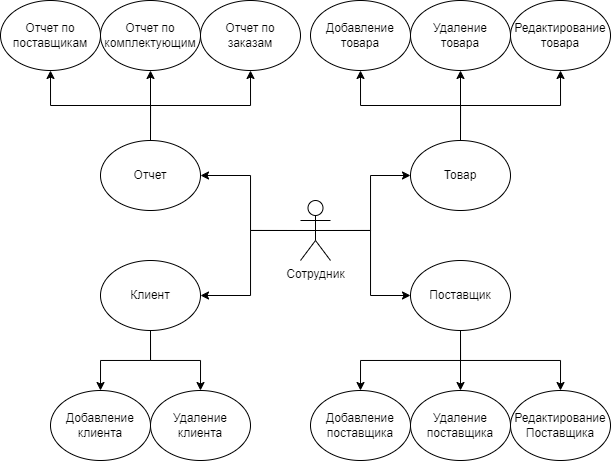 Отчет по
поставщикам
Отчет по
комплектующим
Отчет по
заказам
Добавление
товара
Удаление
товара
Редактирование
товара
Отчет
Товар
Сотрудник
Клиент
Поставщик
Добавление
клиента
Удаление
клиента
Добавление
поставщика
Удаление
поставщика
Редактирование
Поставщика